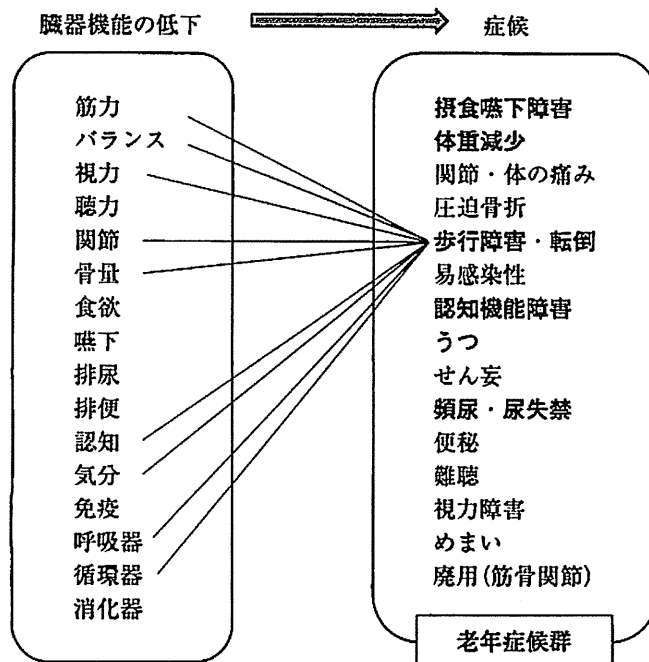 臓器機能の低下
症候
筋力
バランス
視力
聴力
関節
骨量
食欲
嚥下
排尿
排便
認知
気分
免疫
呼吸器
循環器
消化器
摂食嚥下障害
体重減少
関節・体の痛み
圧迫骨折
歩行障害・転倒
易感染性
認知機能障害
うつ
せん妄
頻尿・尿失禁
便秘
難聴
視力障害
めまい
廃用(筋骨関節)
老年症候群